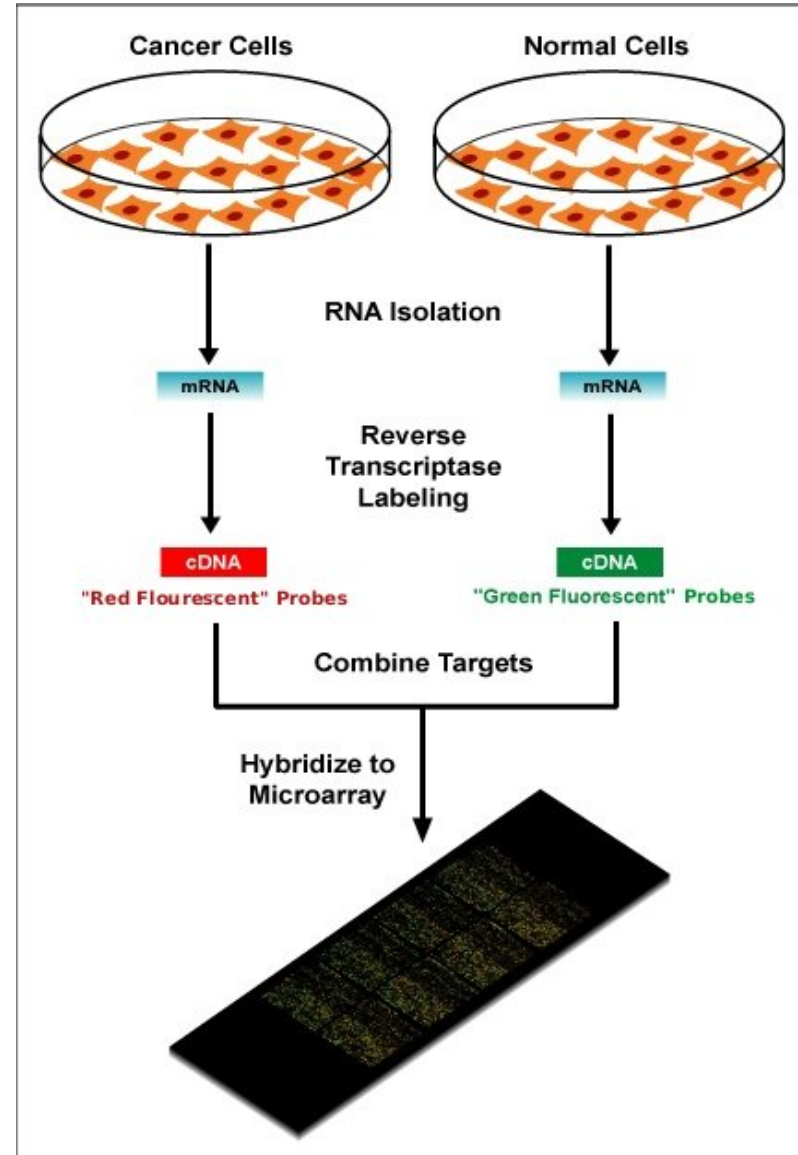 Cancer Cells
Normal Cells
RNA Isolation
mRNA
mRNA
Reverse
Transcriptase
Labeling
cDNA
cDNA
"Red Flourescent" Probes
"Green Fluorescent" Probes
Combine Targets
Hybridize to
Microarray